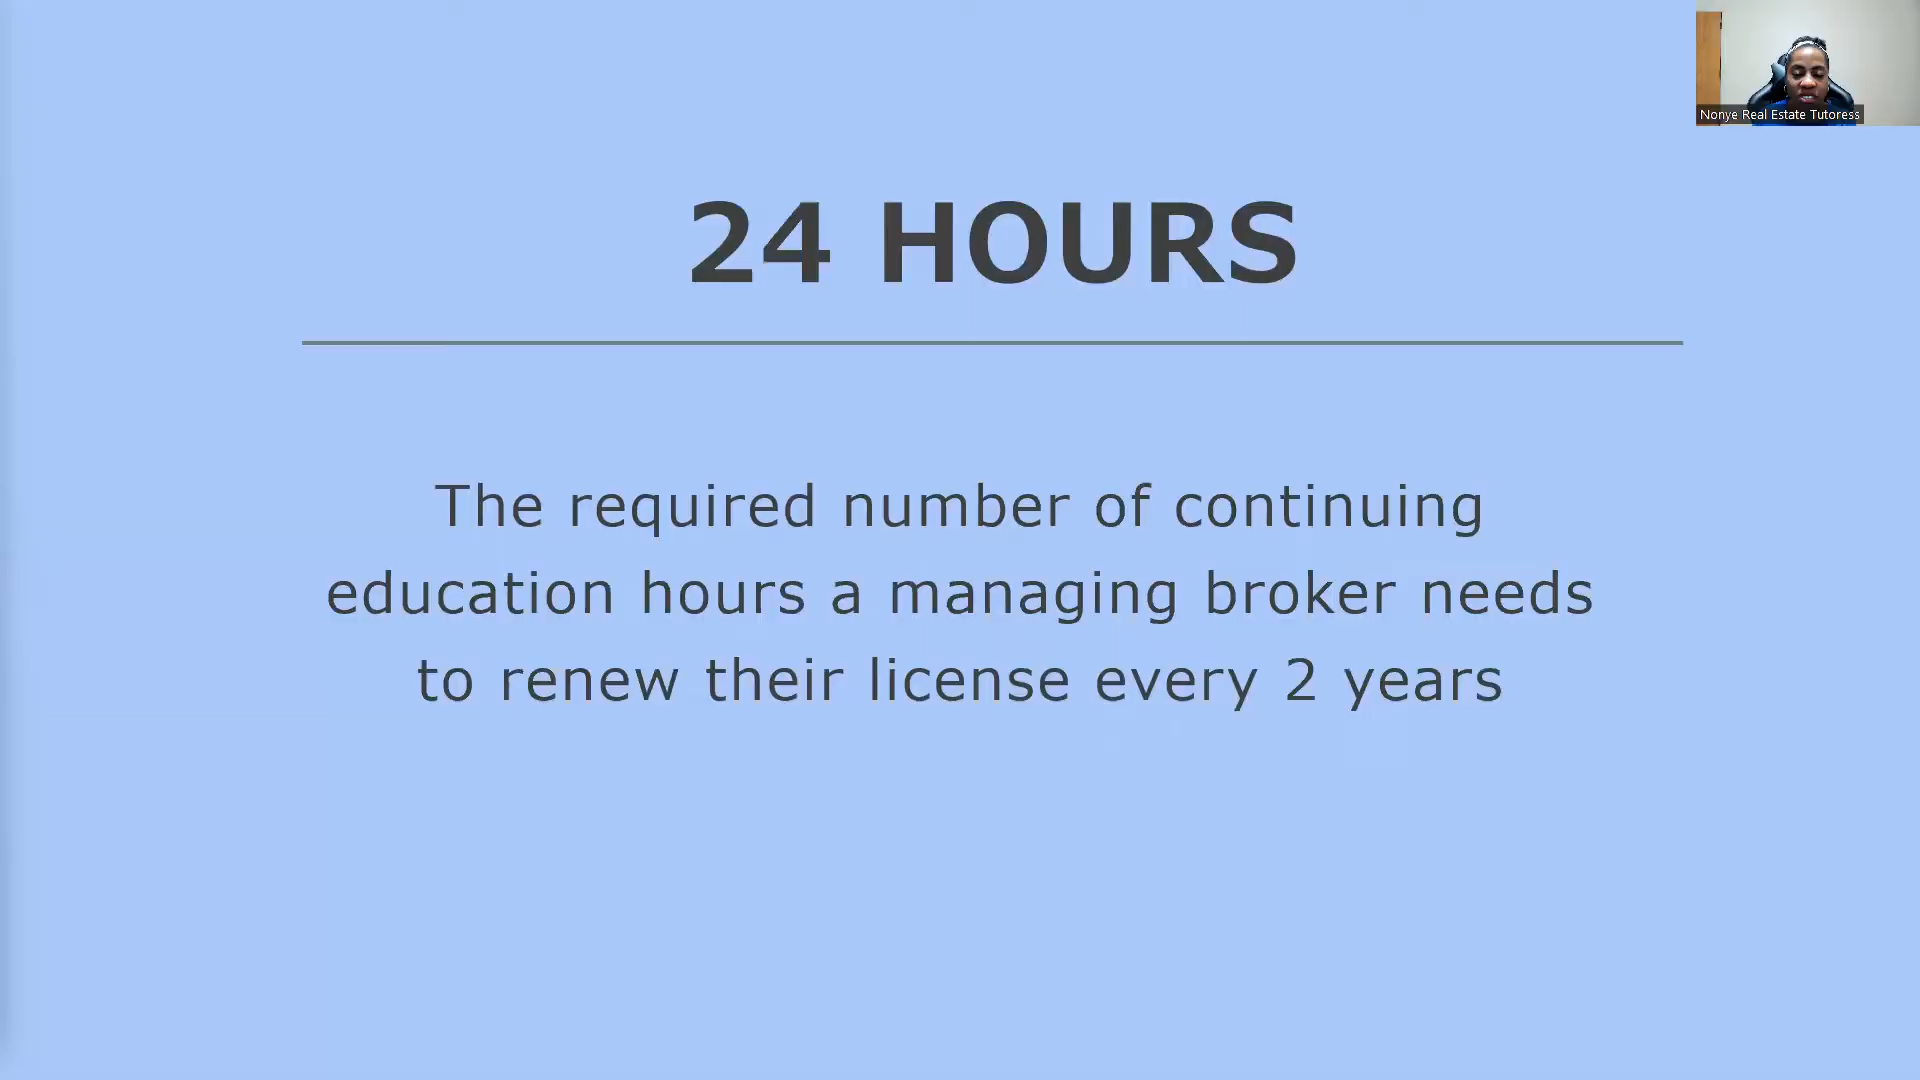 Nonye Real Estate Tutoress
24 HOURS
The required number of continuing
education hours a managing broker needs
to renew their license every 2 years